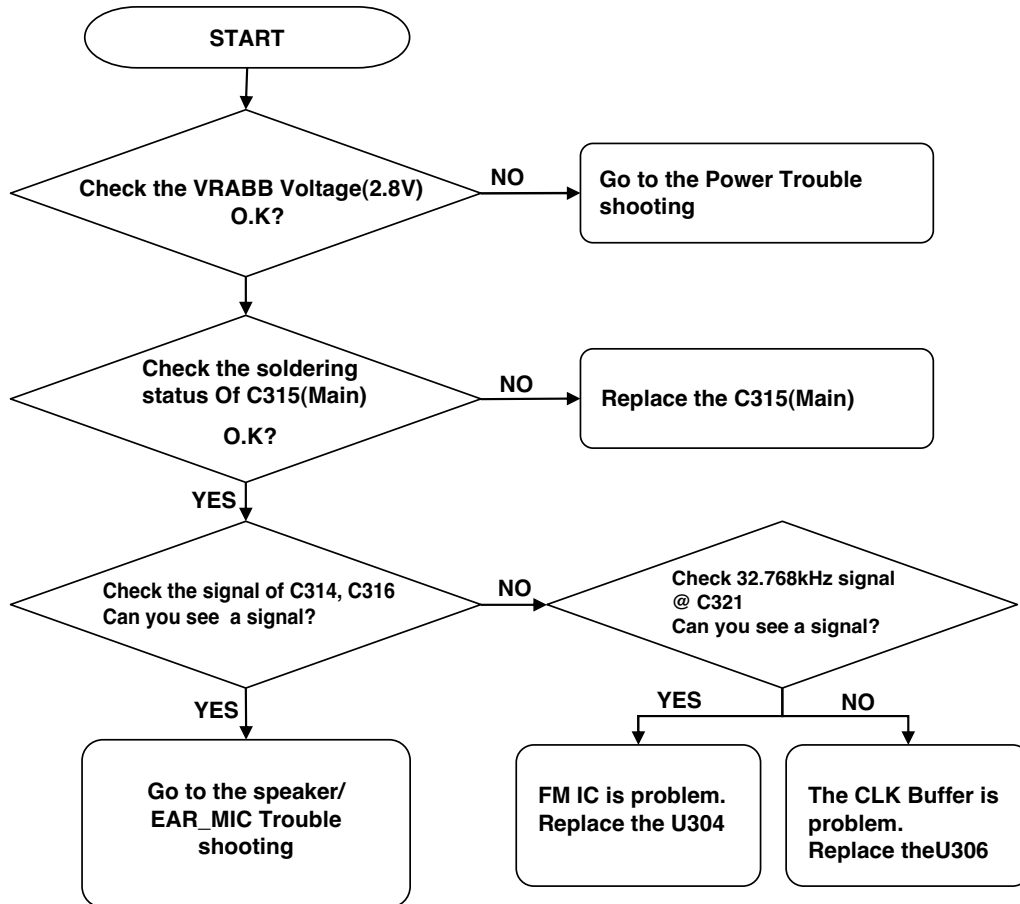 START
Check the VRABB Voltage(2.8V)
O.K?
NO
Go to the Power Trouble
shooting
Check the soldering
status Of C315(Main)
O.K?
NO
Replace the C315(Main)
YES
Check the signal of C314, C316
Can you see a signal?
NO
Check 32.768kHz signal
@ C321
Can you see a signal?
YES
Go to the speaker/
EAR_MIC Trouble
shooting
YES
NO
FM IC is problem.
Replace the U304
The CLK Buffer is
problem.
Replace theU306